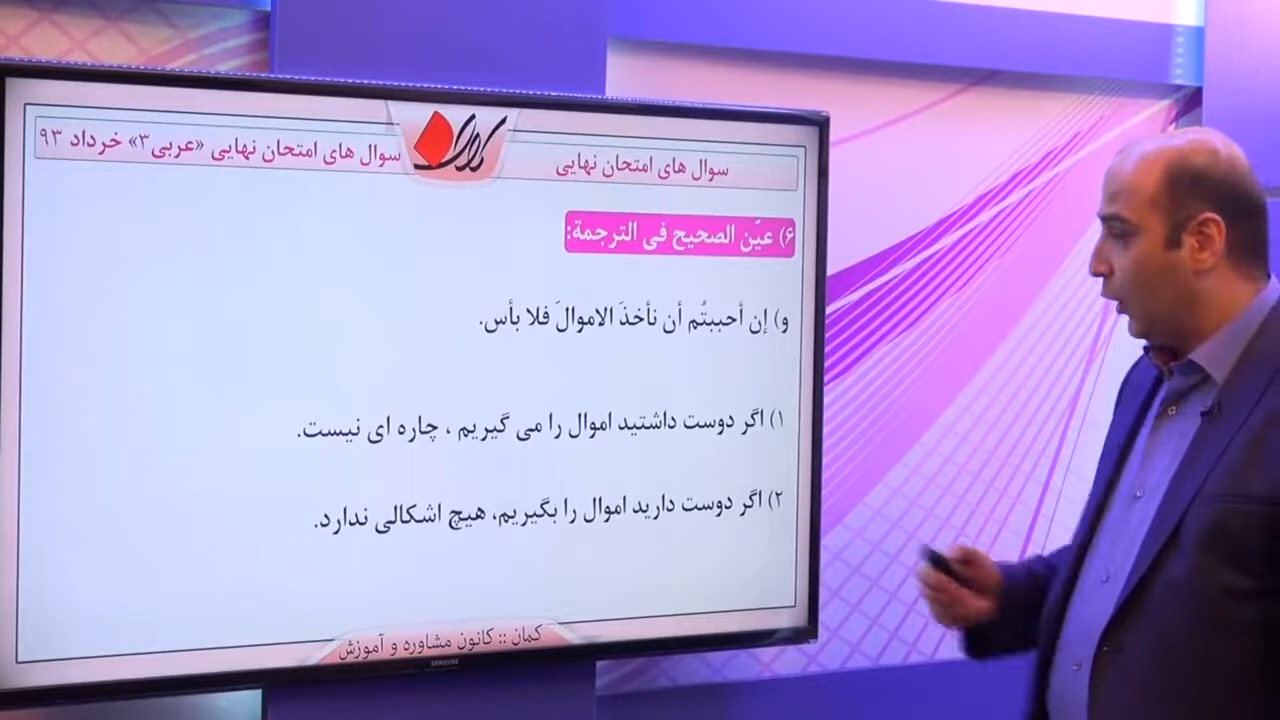 سوال های امتحان نهایی
سوال های امتحان نهایی «عربی۳» خرداد ۹۳
کمان
۶) عیّن الصحیح فی الترجمة:
و) إن أحببتُم أن نأخذَ الاموالَ فلا بأس.
۱) اگر دوست داشتید اموال را می گیریم ، چاره ای نیست.
۲) اگر دوست دارید اموال را بگیریم، هیچ اشکالی ندارد.
کمان :: کانون مشاوره و آموزش
SAMSUNG